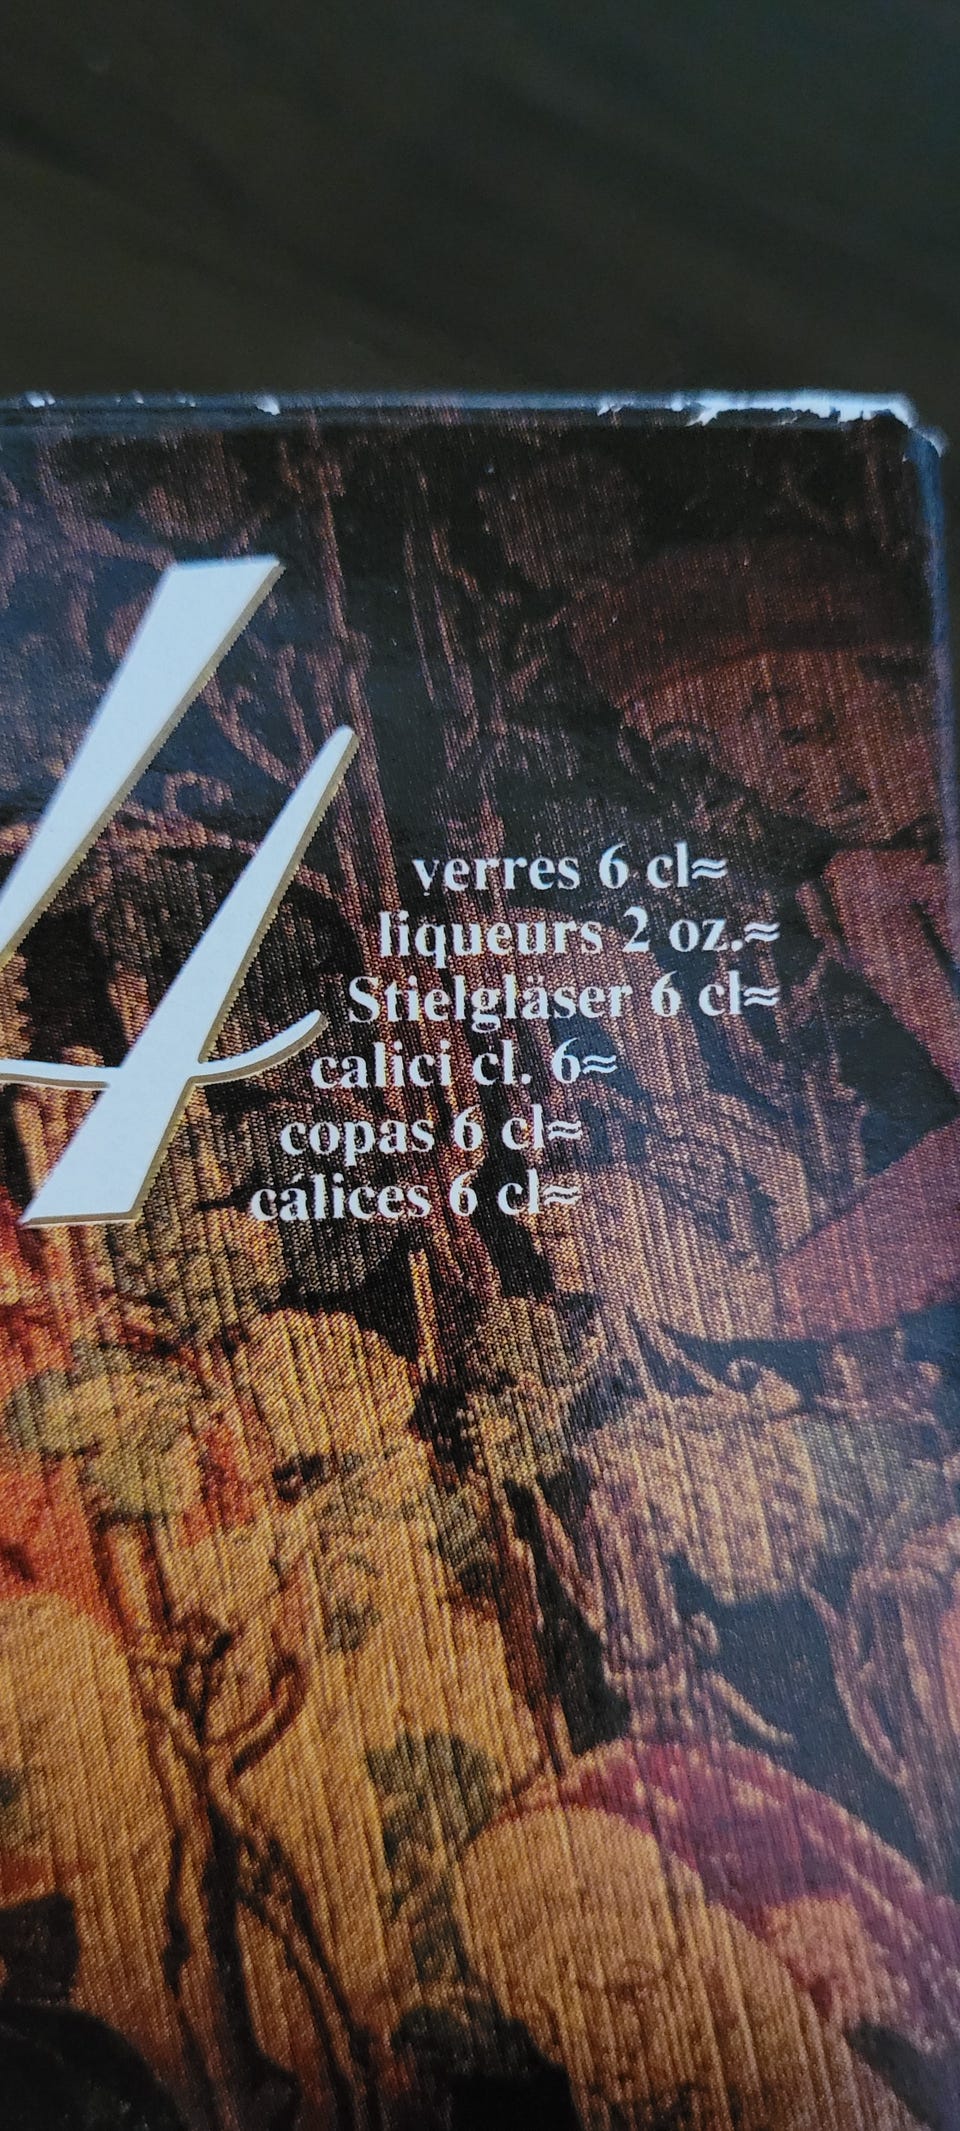 4
verres 6 cl≈
liqueurs 2 oz.≈
Stielgläser 6 cl≈
calici cl. 6≈
copas 6 cl≈
cálices 6 cl≈